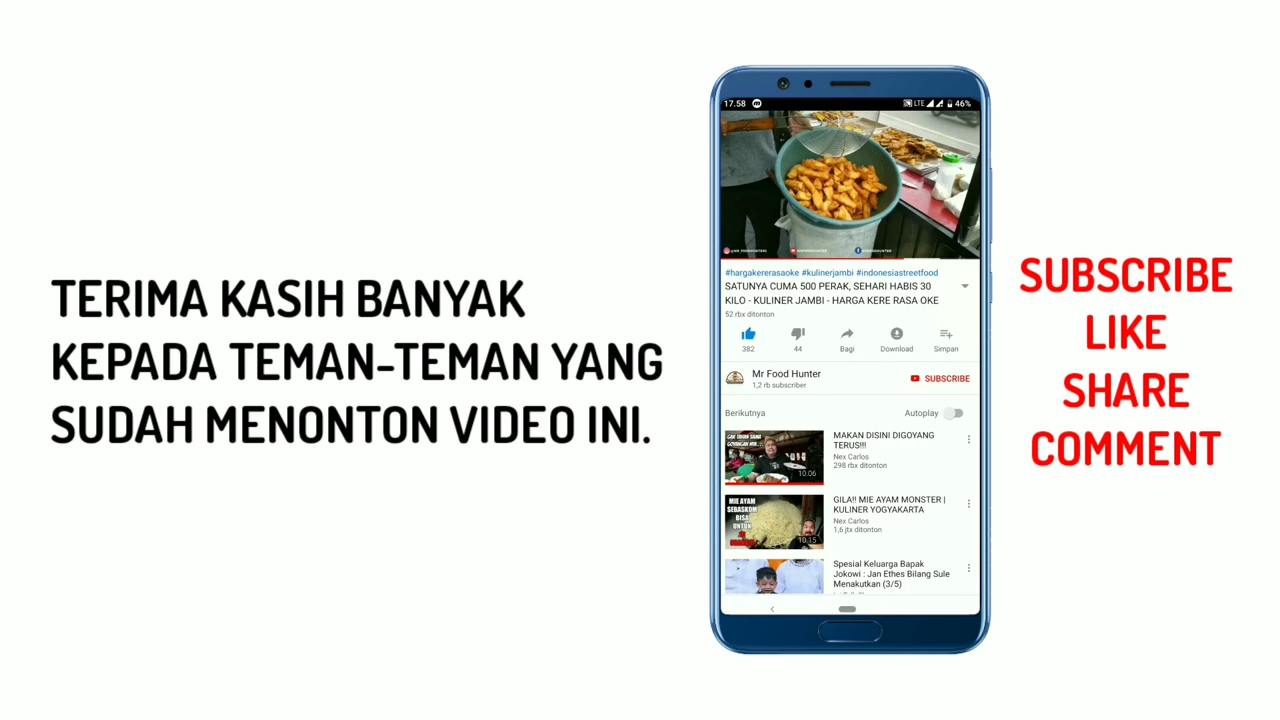 TERIMA KASIH BANYAK
KEPADA TEMAN-TEMAN YANG
SUDAH MENONTON VIDEO INI.
17.58
LTE 46%
#hargakererasaoke #kulinerjambi #indonesiastreetfood
SATUNYA CUMA 500 PERAK, SEHARI HABIS 30
KILO - KULINER JAMBI - HARGA KERE RASA OKE
52 rbx ditonton
382 44 Bagi Download Simpan
Mr Food Hunter
1,2 rb subscriber
SUBSCRIBE
Berikutnya Autoplay
MAKAN DISINI DIGOYANG
TERUS!!!
Nex Carlos
298 rbx ditonton
10.06
MIE AYAM
SEBASKOM
BISA
UNTUK
10.15
GILA!! MIE AYAM MONSTER |
KULINER YOGYAKARTA
Nex Carlos
1,6 jtx ditonton
Spesial Keluarga Bapak
Jokowi : Jan Ethes Bilang Sule
Menakutkan (3/5)
SUBSCRIBE
LIKE
SHARE
COMMENT